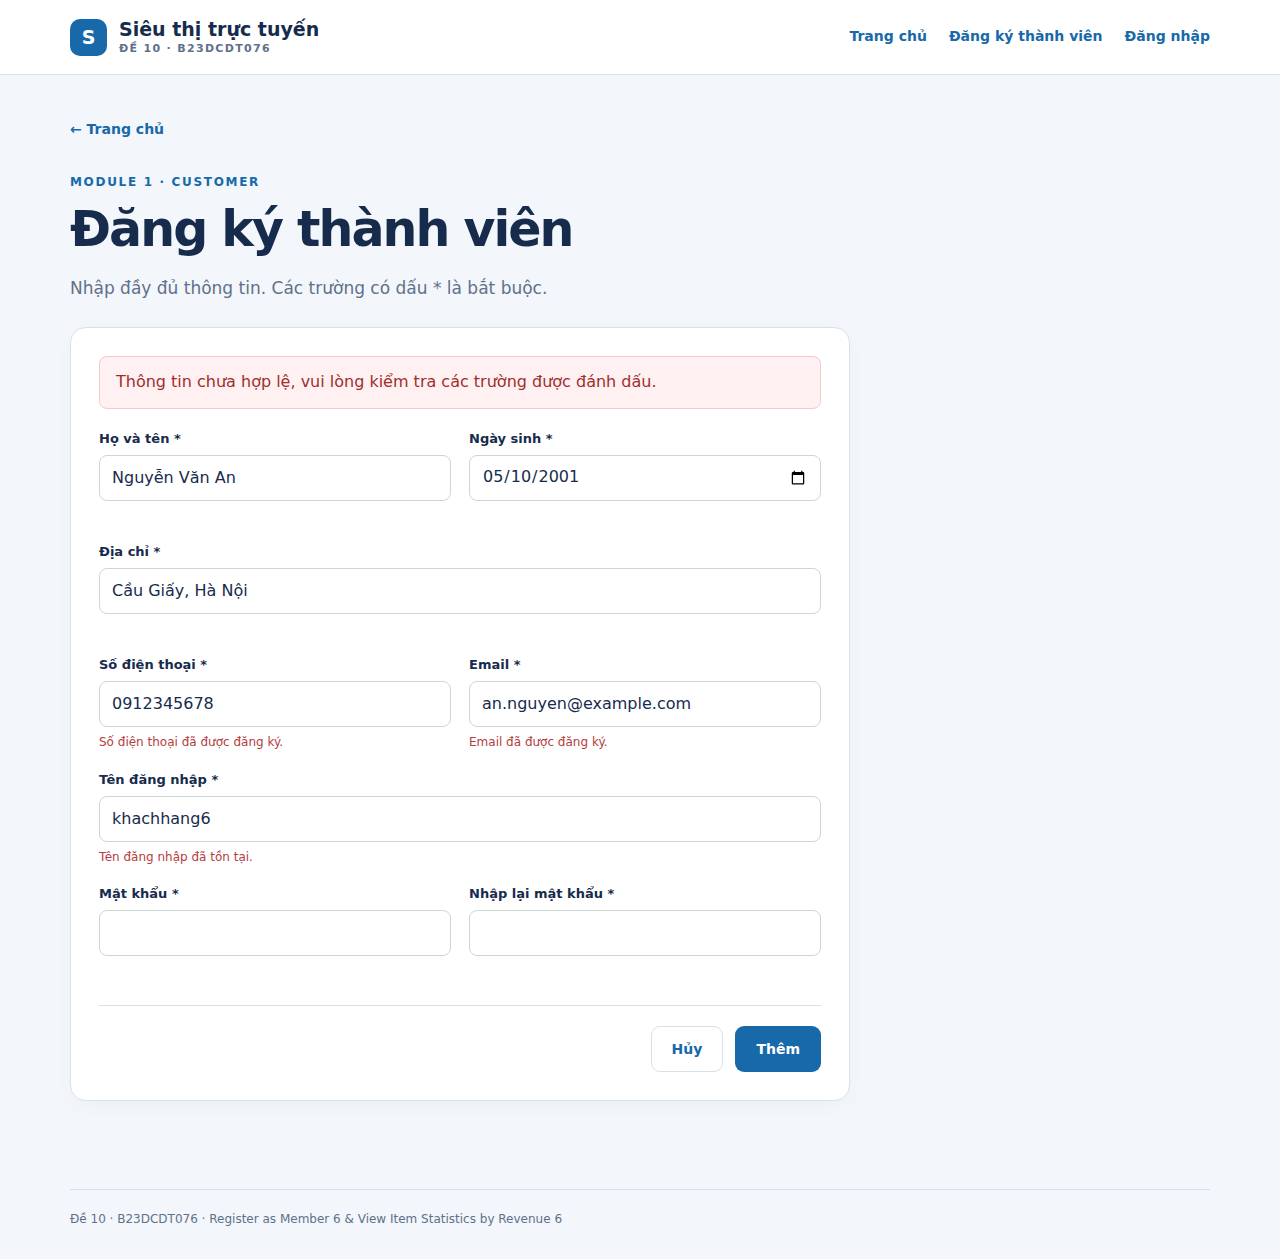 S
Siêu thị trực tuyến
ĐỀ 10 · B23DCDT076
Trang chủ
Đăng ký thành viên
Đăng nhập
← Trang chủ
MODULE 1 · CUSTOMER
Đăng ký thành viên
Nhập đầy đủ thông tin. Các trường có dấu * là bắt buộc.
Thông tin chưa hợp lệ, vui lòng kiểm tra các trường được đánh dấu.
Họ và tên *
Nguyễn Văn An
Ngày sinh *
05/10/2001
Địa chỉ *
Cầu Giấy, Hà Nội
Số điện thoại *
0912345678
Số điện thoại đã được đăng ký.
Email *
an.nguyen@example.com
Email đã được đăng ký.
Tên đăng nhập *
khachhang6
Tên đăng nhập đã tồn tại.
Mật khẩu *
Nhập lại mật khẩu *
Hủy
Thêm
Đề 10 · B23DCDT076 · Register as Member 6 & View Item Statistics by Revenue 6